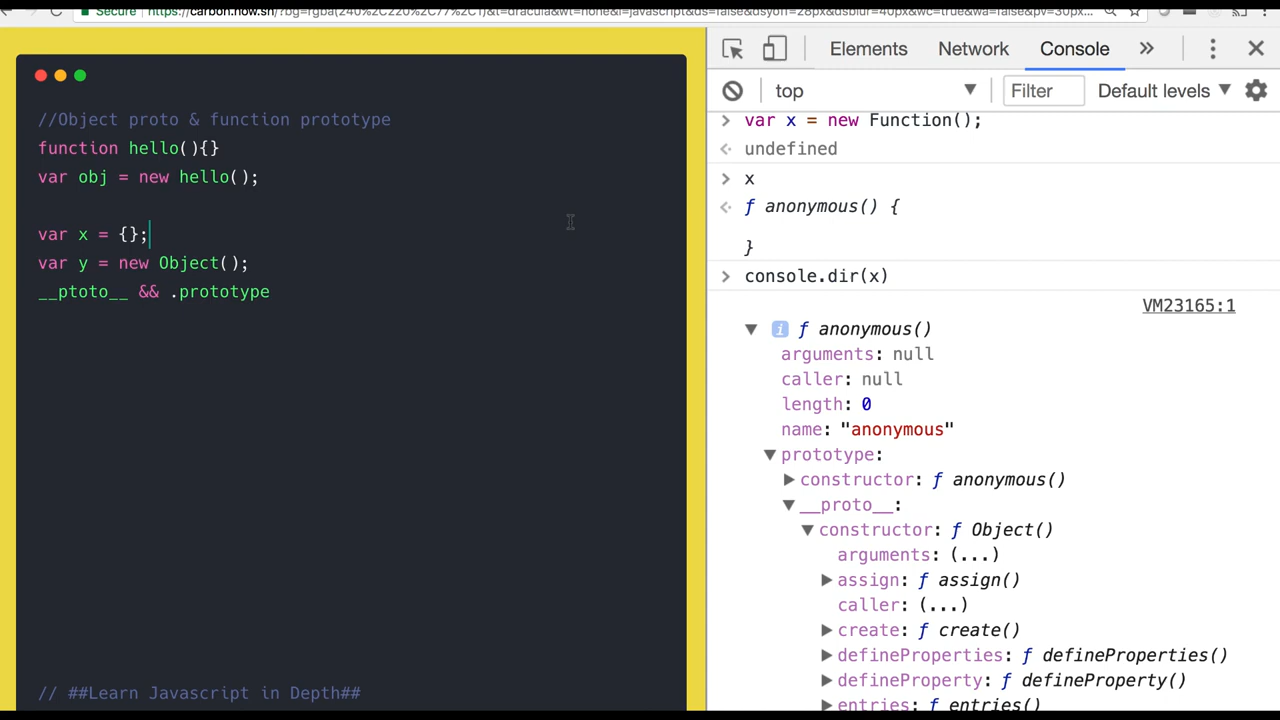 Secure https://carbon.now.sh/?bg=rgba(240%2C220%2C77%2C1)&t=dracula&wt=none&l=javascript&ds=false&dsyoff=28px&dsblur=40px&wc=true&wa=false&pv=30px...
//Object proto & function prototype
function hello(){}
var obj = new hello();
var x = {};
var y = new Object();
__ptoto__ && .prototype
// ##Learn Javascript in Depth##
Elements Network Console »
top Filter Default levels
> var x = new Function();
undefined
> x
ƒ anonymous() {
}
> console.dir(x)
VM23165:1
ƒ anonymous()
arguments: null
caller: null
length: 0
name: "anonymous"
prototype:
constructor: ƒ anonymous()
__proto__:
constructor: ƒ Object()
arguments: (...)
assign: ƒ assign()
caller: (...)
create: ƒ create()
defineProperties: ƒ defineProperties()
defineProperty: ƒ defineProperty()
entries: ƒ entries()